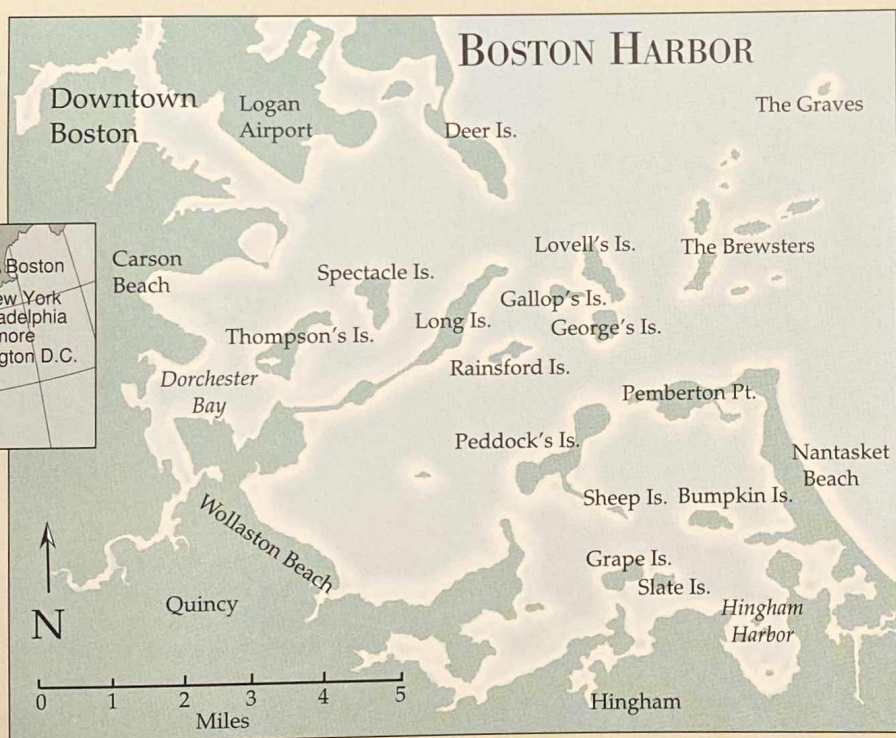 BOSTON HARBOR
Downtown
Boston
Logan
Airport
Deer Is.
The Graves
Carson
Beach
Spectacle Is.
Lovell's Is.
The Brewsters
Gallop's Is.
George's Is.
Long Is.
Thompson's Is.
Rainsford Is.
Dorchester
Bay
Pemberton Pt.
Peddock's Is.
Nantasket
Beach
Sheep Is.
Bumpkin Is.
Wollaston Beach
Grape Is.
Slate Is.
Hingham
Harbor
Quincy
Hingham
N
0 1 2 3 4 5
Miles
Boston
ew York
adelphia
more
gton D.C.